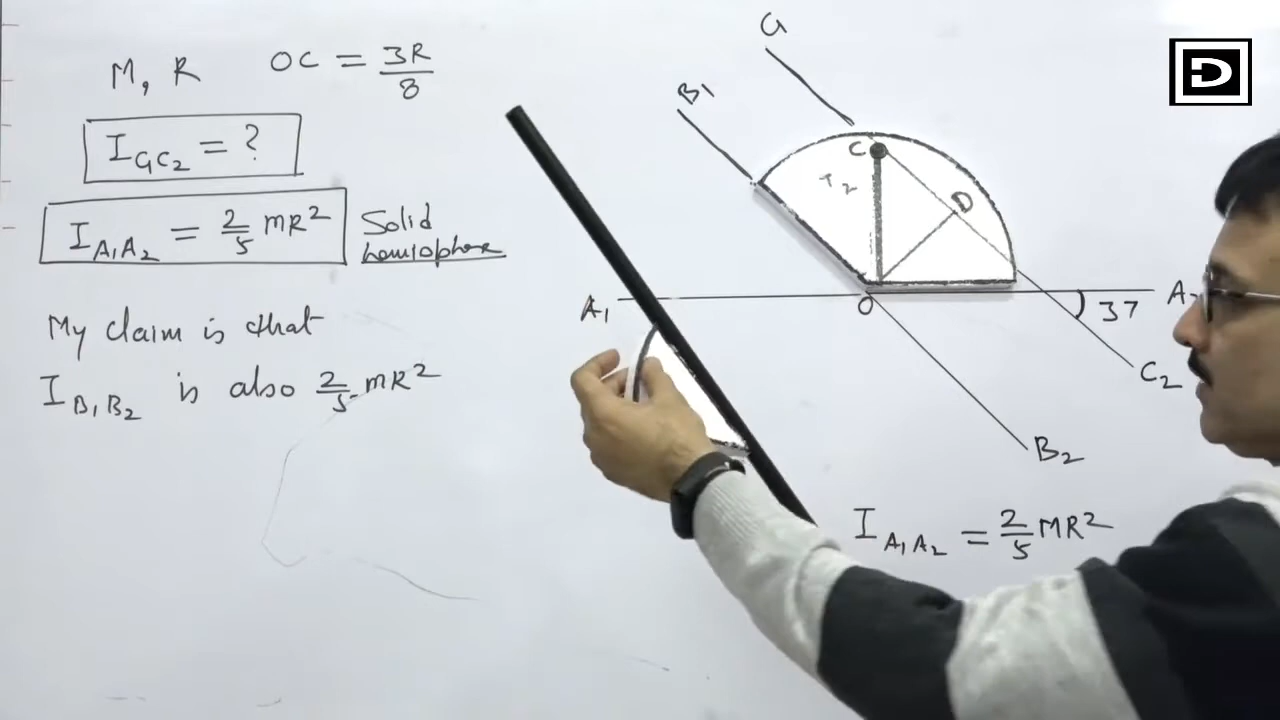 M, R OC = 3R/8
I_GC2 = ?
I_A1A2 = 2/5 MR² Solid
hemisphere
My claim is that
I_B1B2 is also 2/5 MR²
G
B1
C
D
A1
O
37
C2
B2
I_A1A2 = 2/5 MR²
D